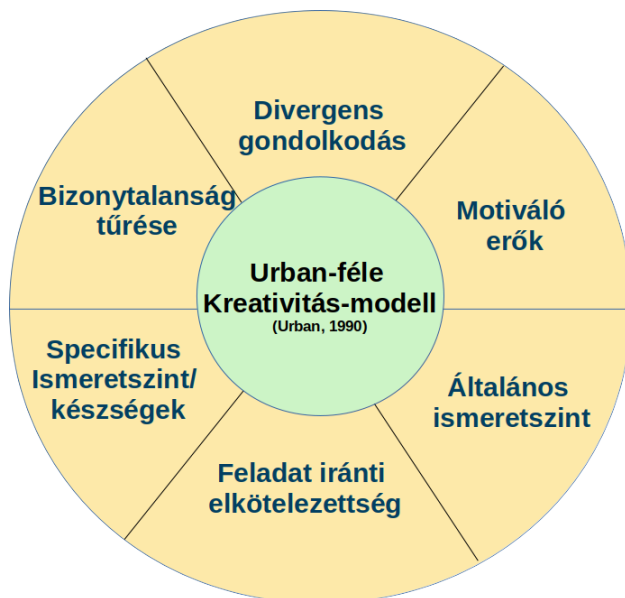 Divergens
gondolkodás
Bizonytalanság
tűrése
Motiváló
erők
Urban-féle
Kreativitás-modell
(Urban, 1990)
Specifikus
Ismeretszint/
készségek
Általános
ismeretszint
Feladat iránti
elkötelezettség